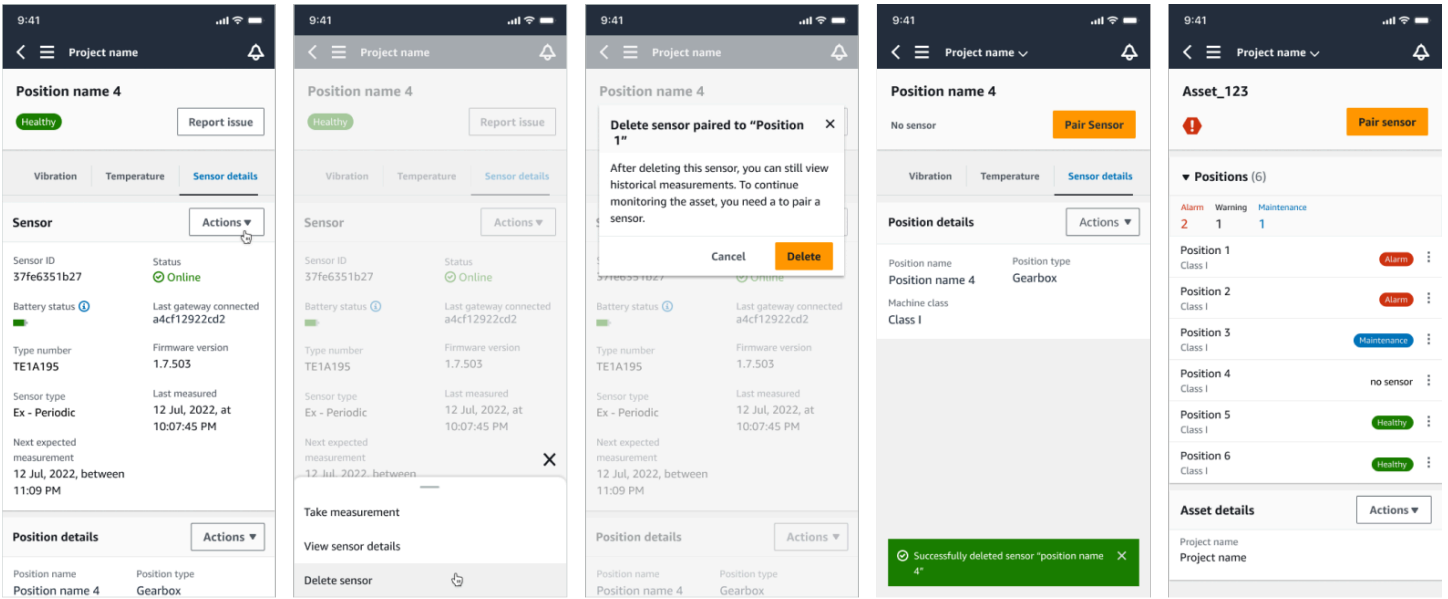 9:41
Project name
Position name 4
Healthy
Report issue
Vibration
Temperature
Sensor details
Sensor
Actions
Sensor ID
37fe6351b27
Status
Online
Battery status
Last gateway connected
a4cf12922cd2
Type number
TE1A195
Firmware version
1.7.503
Sensor type
Ex - Periodic
Last measured
12 Jul, 2022, at
10:07:45 PM
Next expected
measurement
12 Jul, 2022, between
11:09 PM
Position details
Actions
Position name
Position name 4
Position type
Gearbox
9:41
Project name
Position name 4
Healthy
Report issue
Vibration
Temperature
Sensor details
Sensor
Actions
Sensor ID
37fe6351b27
Status
Online
Battery status
Last gateway connected
a4cf12922cd2
Type number
TE1A195
Firmware version
1.7.503
Sensor type
Ex - Periodic
Last measured
12 Jul, 2022, at
10:07:45 PM
Next expected
measurement
12 Jul, 2022, between
Take measurement
View sensor details
Delete sensor
9:41
Project name
Position name 4
Delete sensor paired to “Position
1”
After deleting this sensor, you can still view
historical measurements. To continue
monitoring the asset, you need a to pair a
sensor.
Cancel
Delete
37fe6351b27
Online
Battery status
Last gateway connected
a4cf12922cd2
Type number
TE1A195
Firmware version
1.7.503
Sensor type
Ex - Periodic
Last measured
12 Jul, 2022, at
10:07:45 PM
Next expected
measurement
12 Jul, 2022, between
11:09 PM
Position details
Actions
Position name
Position name 4
Position type
Gearbox
9:41
Project name
Position name 4
No sensor
Pair Sensor
Vibration
Temperature
Sensor details
Position details
Actions
Position name
Position name 4
Position type
Gearbox
Machine class
Class I
Successfully deleted sensor “position name
4”
9:41
Project name
Asset_123
Pair sensor
Positions (6)
Alarm
2
Warning
1
Maintenance
1
Position 1
Class I
Alarm
Position 2
Class I
Alarm
Position 3
Class I
Maintenance
Position 4
Class I
no sensor
Position 5
Class I
Healthy
Position 6
Class I
Healthy
Asset details
Actions
Project name
Project name